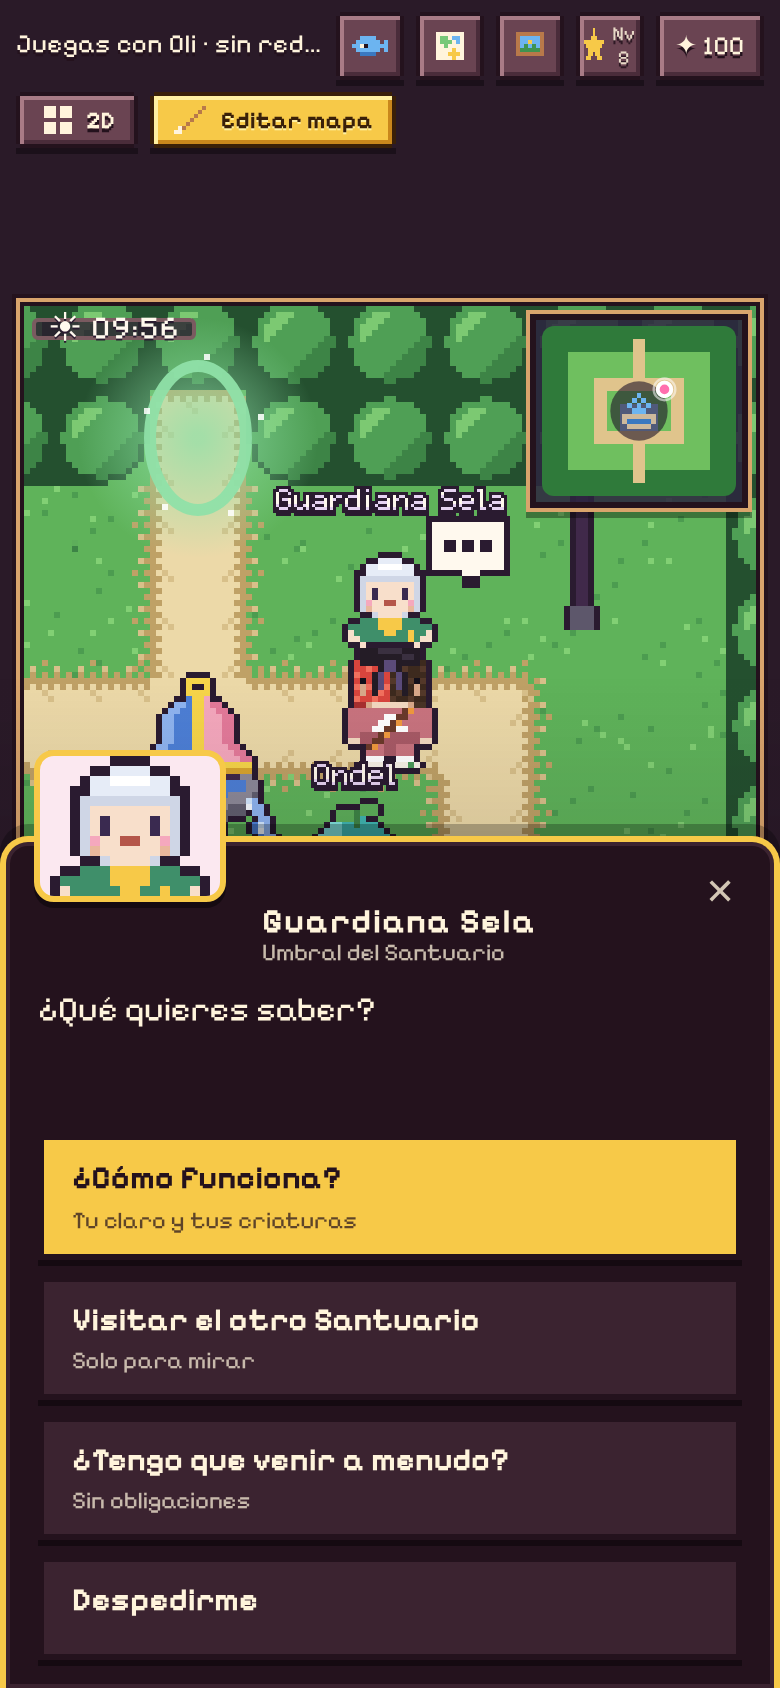 Juegas con Oli · sin red...
Nv
8
✦ 100
2D
Editar mapa
09:56
Guardiana Sela
Ondel
Guardiana Sela
Umbral del Santuario
¿Qué quieres saber?
¿Cómo funciona?
Tu claro y tus criaturas
Visitar el otro Santuario
Solo para mirar
¿Tengo que venir a menudo?
Sin obligaciones
Despedirme